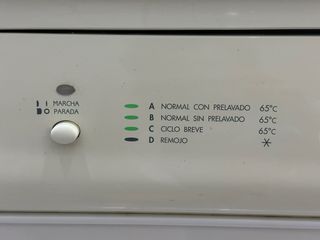 MARCHA
PARADA
A NORMAL CON PRELAVADO 65°C
B NORMAL SIN PRELAVADO 65°C
C CICLO BREVE 65°C
D REMOJO